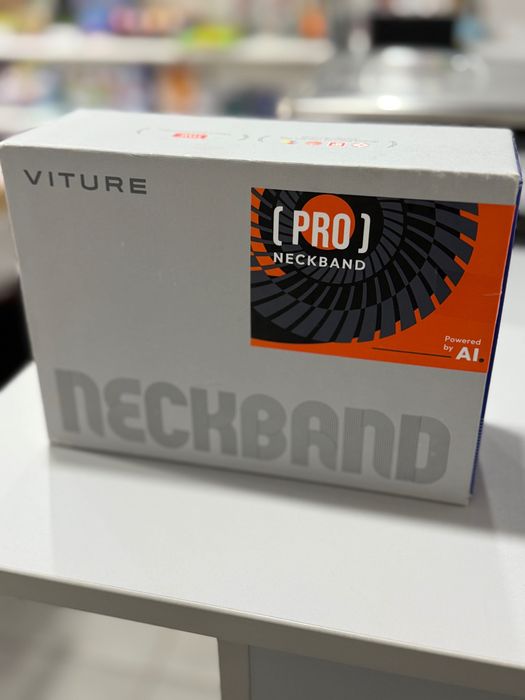 VITURE
( PRO )
NECKBAND
Powered
by AI.
NECKBAND